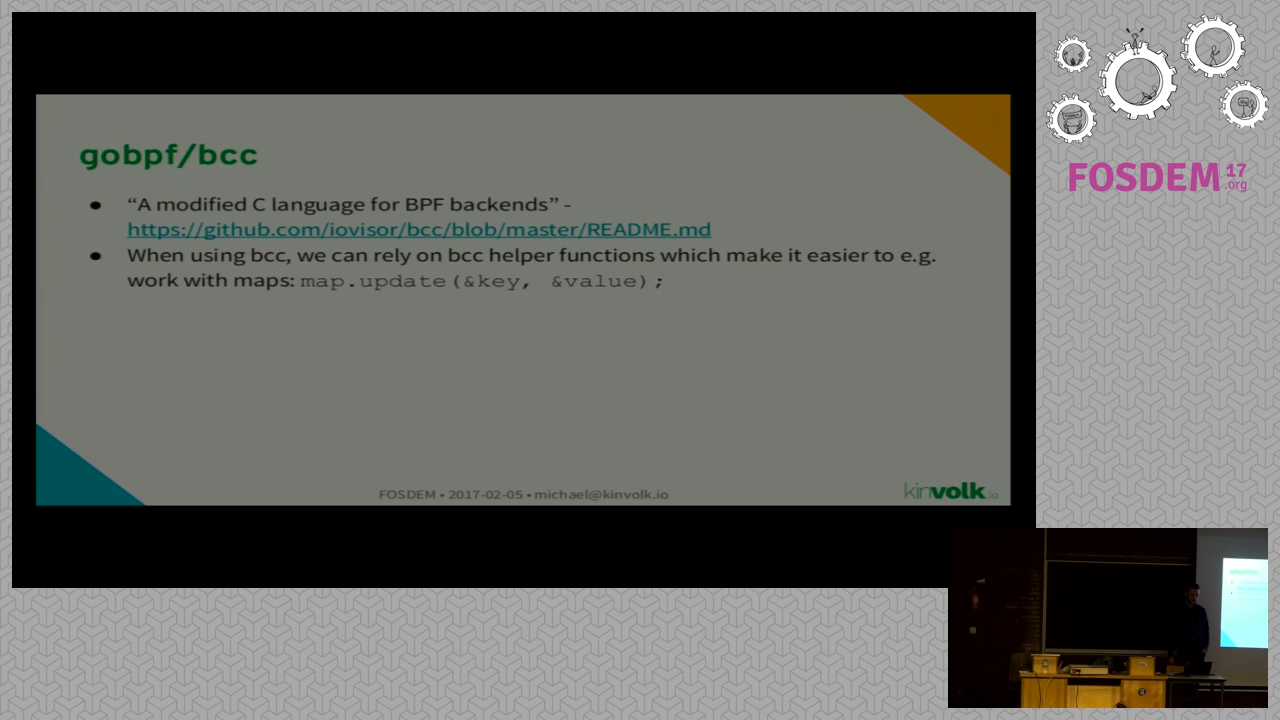 gobpf/bcc
● “A modified C language for BPF backends” -
https://github.com/iovisor/bcc/blob/master/README.md
● When using bcc, we can rely on bcc helper functions which make it easier to e.g.
work with maps: map.update(&key, &value);
FOSDEM • 2017-02-05 • michael@kinvolk.io
kinvolk.io
FOSDEM 17
.org